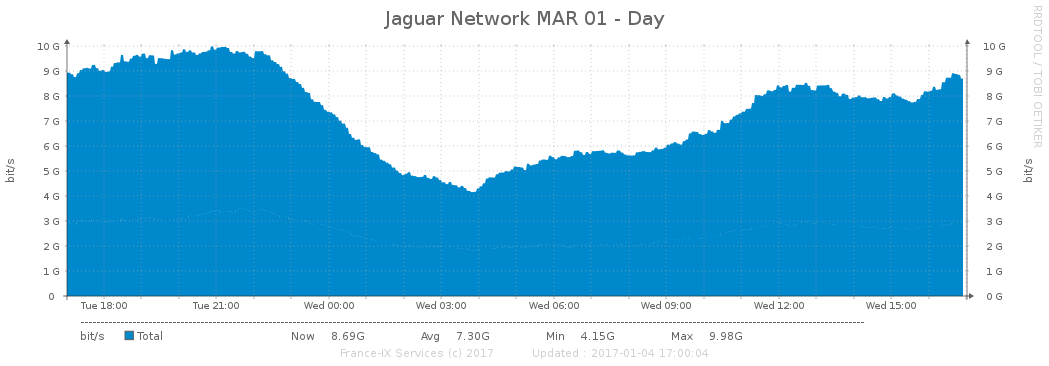 Jaguar Network MAR 01 - Day
RRDTOOL / TOBI OETIKER
bit/s
10 G 10 G
9 G 9 G
8 G 8 G
7 G 7 G
6 G 6 G
5 G 5 G
4 G 4 G
3 G 3 G
2 G 2 G
1 G 1 G
0 0 G
bit/s
Tue 18:00 Tue 21:00 Wed 00:00 Wed 03:00 Wed 06:00 Wed 09:00 Wed 12:00 Wed 15:00
bit/s Total Now 8.69G Avg 7.30G Min 4.15G Max 9.98G
France-IX Services (c) 2017 Updated : 2017-01-04 17:00:04